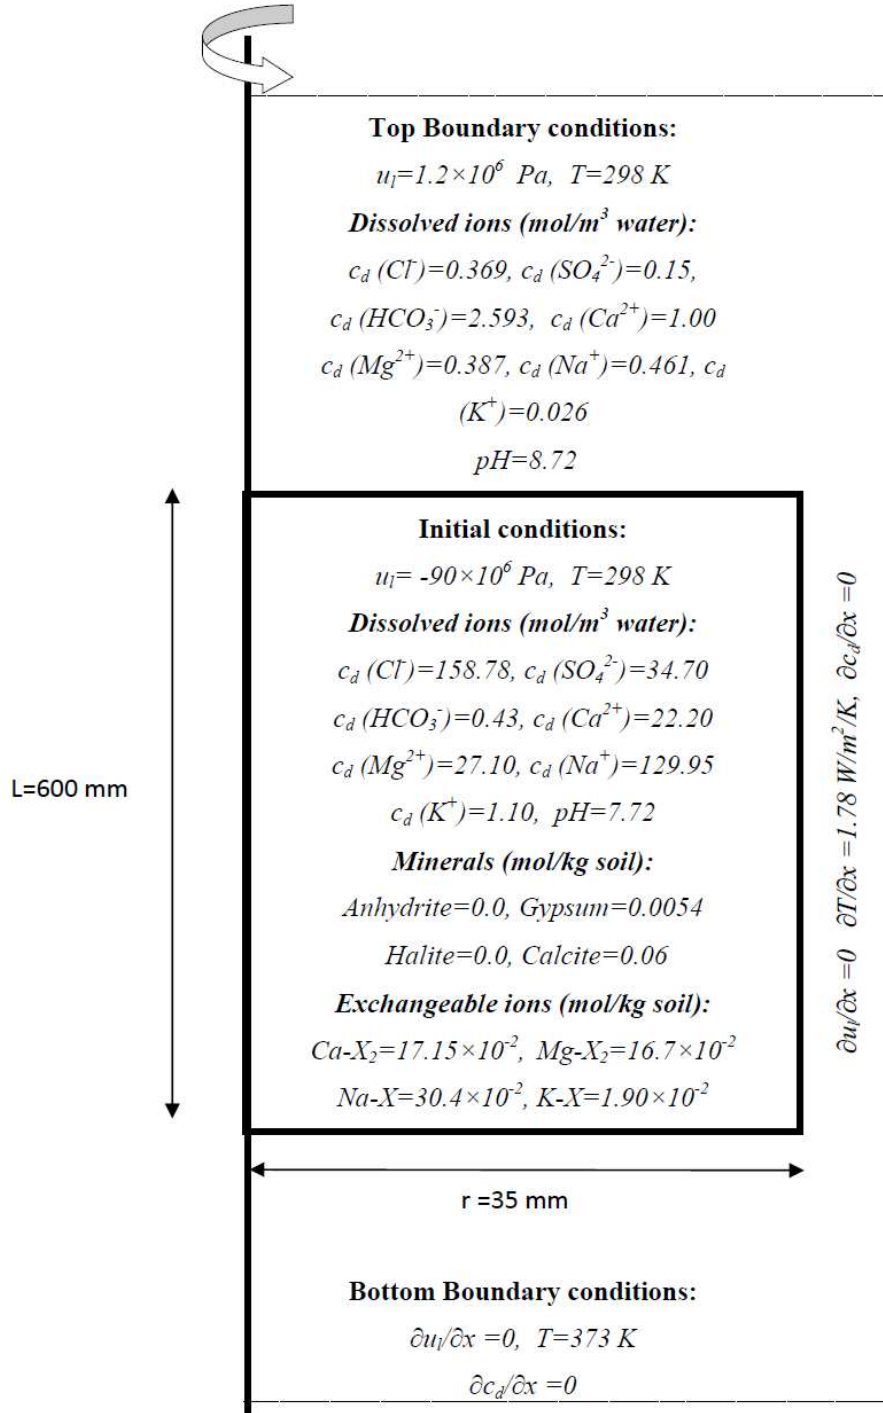 Top Boundary conditions:
u_l=1.2×10^6 Pa, T=298 K
Dissolved ions (mol/m^3 water):
c_d (Cl^-)=0.369, c_d (SO_4^2-)=0.15,
c_d (HCO_3^-)=2.593, c_d (Ca^2+)=1.00
c_d (Mg^2+)=0.387, c_d (Na^+)=0.461, c_d
(K^+)=0.026
pH=8.72
Initial conditions:
u_l= -90×10^6 Pa, T=298 K
Dissolved ions (mol/m^3 water):
c_d (Cl^-)=158.78, c_d (SO_4^2-)=34.70
c_d (HCO_3^-)=0.43, c_d (Ca^2+)=22.20
c_d (Mg^2+)=27.10, c_d (Na^+)=129.95
c_d (K^+)=1.10, pH=7.72
Minerals (mol/kg soil):
Anhydrite=0.0, Gypsum=0.0054
Halite=0.0, Calcite=0.06
Exchangeable ions (mol/kg soil):
Ca-X_2=17.15×10^-2, Mg-X_2=16.7×10^-2
Na-X=30.4×10^-2, K-X=1.90×10^-2
L=600 mm
∂u_l/∂x =0 ∂T/∂x =1.78 W/m^2/K, ∂c_d/∂x =0
r =35 mm
Bottom Boundary conditions:
∂u_l/∂x =0, T=373 K
∂c_d/∂x =0